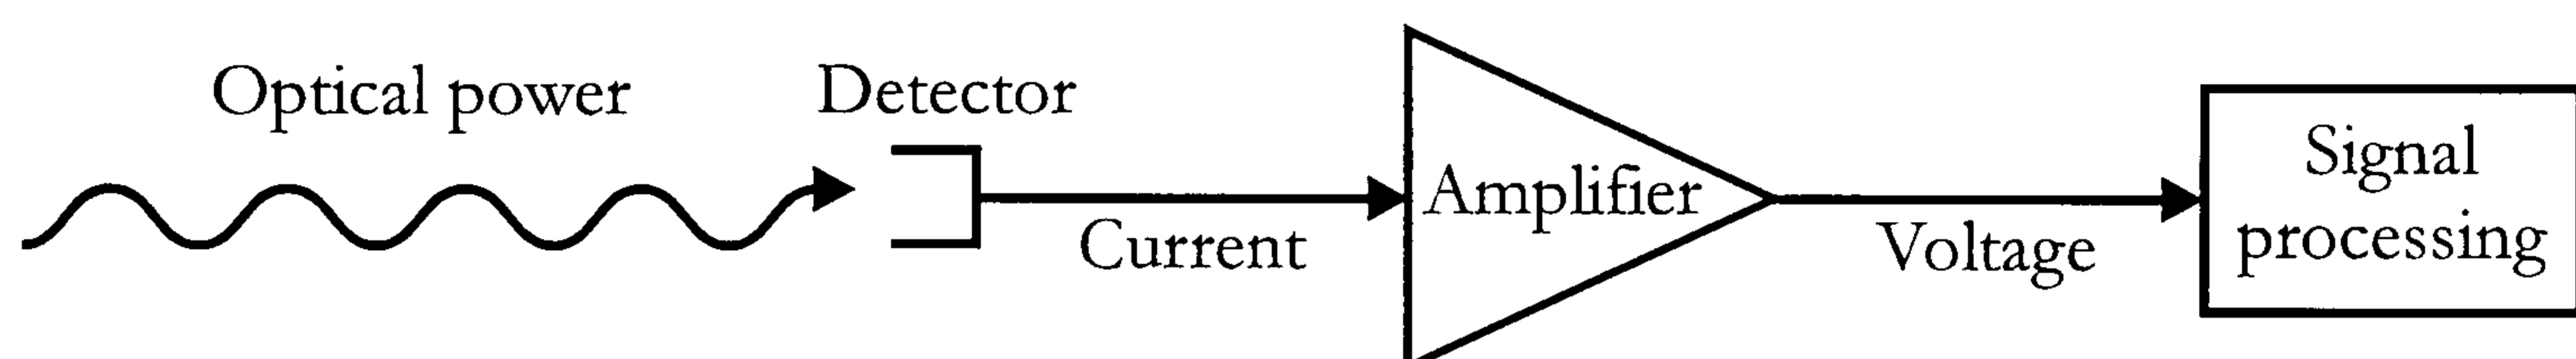 Optical power
Detector
Current
Amplifier
Voltage
Signal
processing